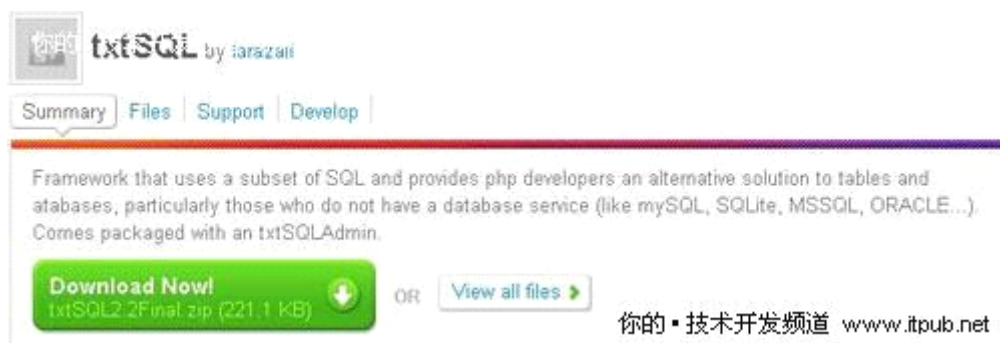 txtSQL by farazali
Summary Files Support Develop
Framework that uses a subset of SQL and provides php developers an alternative solution to tables and
atabases, particularly those who do not have a database service (like mySQL, SQLite, MSSQL, ORACLE...).
Comes packaged with an txtSQLAdmin.
Download Now!
txtSQL2.2Final.zip (221.1 KB)
OR
View all files
你的·技术开发频道 www.itpub.net